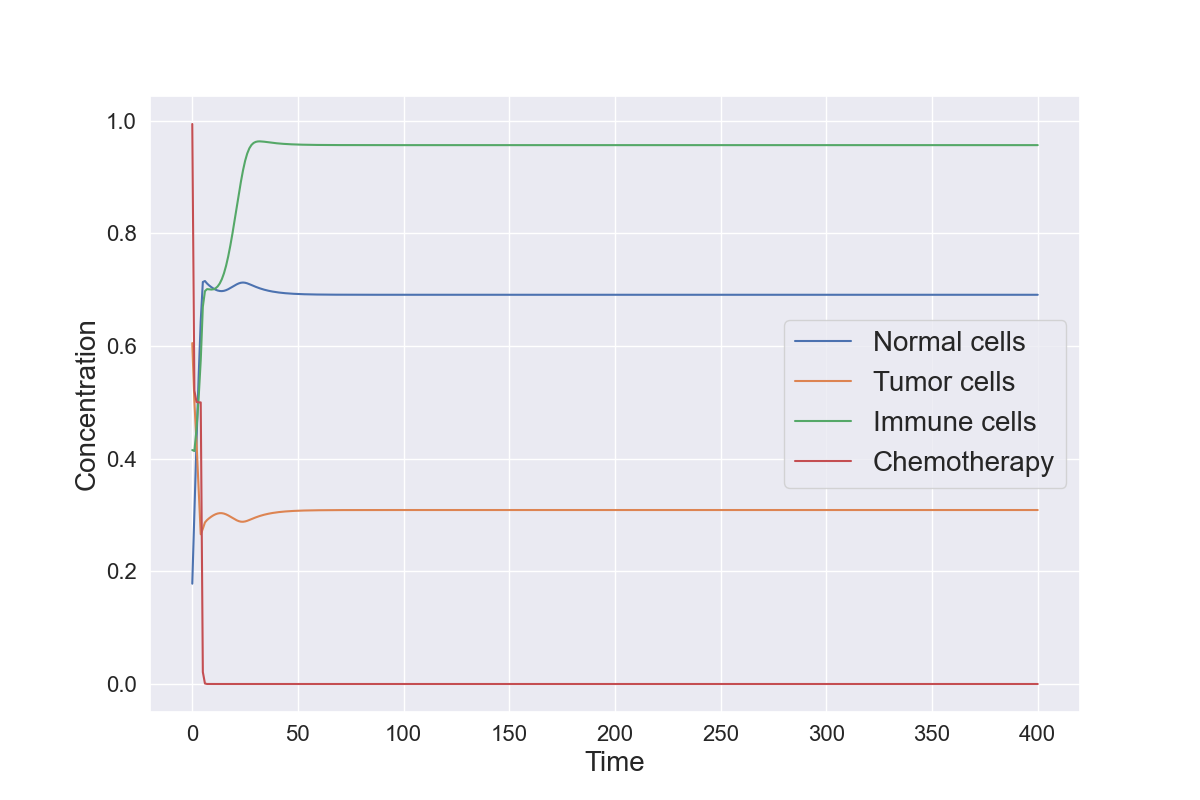 1.0
0.8
0.6
0.4
0.2
0.0
Concentration
Normal cells
Tumor cells
Immune cells
Chemotherapy
0 50 100 150 200 250 300 350 400
Time